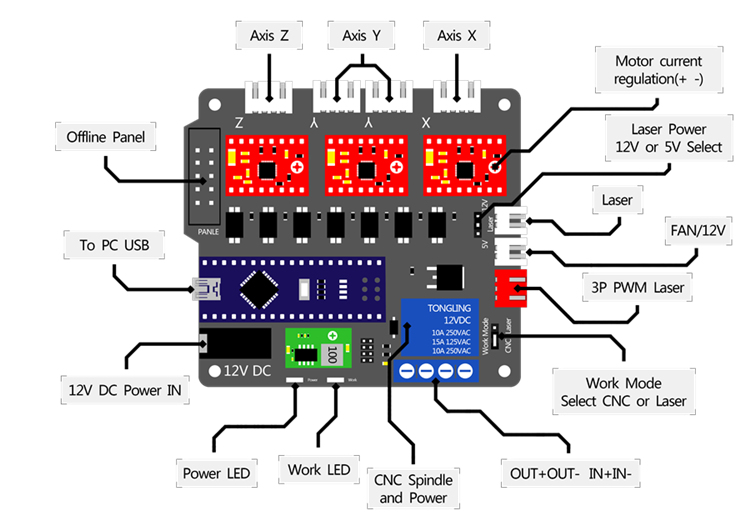 Axis Z
Axis Y
Axis X
Motor current
regulation(+ -)
Laser Power
12V or 5V Select
Offline Panel
Z
Y
Y
X
PANLE
12V
Laser
5V
Laser
FAN/12V
To PC USB
3P PWM Laser
TONGLING
12VDC
10A 250VAC
15A 125VAC
10A 250VAC
Work Mode
CNC Laser
100
12V DC
Power
Work
12V DC Power IN
Work Mode
Select CNC or Laser
Power LED
Work LED
CNC Spindle
and Power
OUT+OUT- IN+IN-